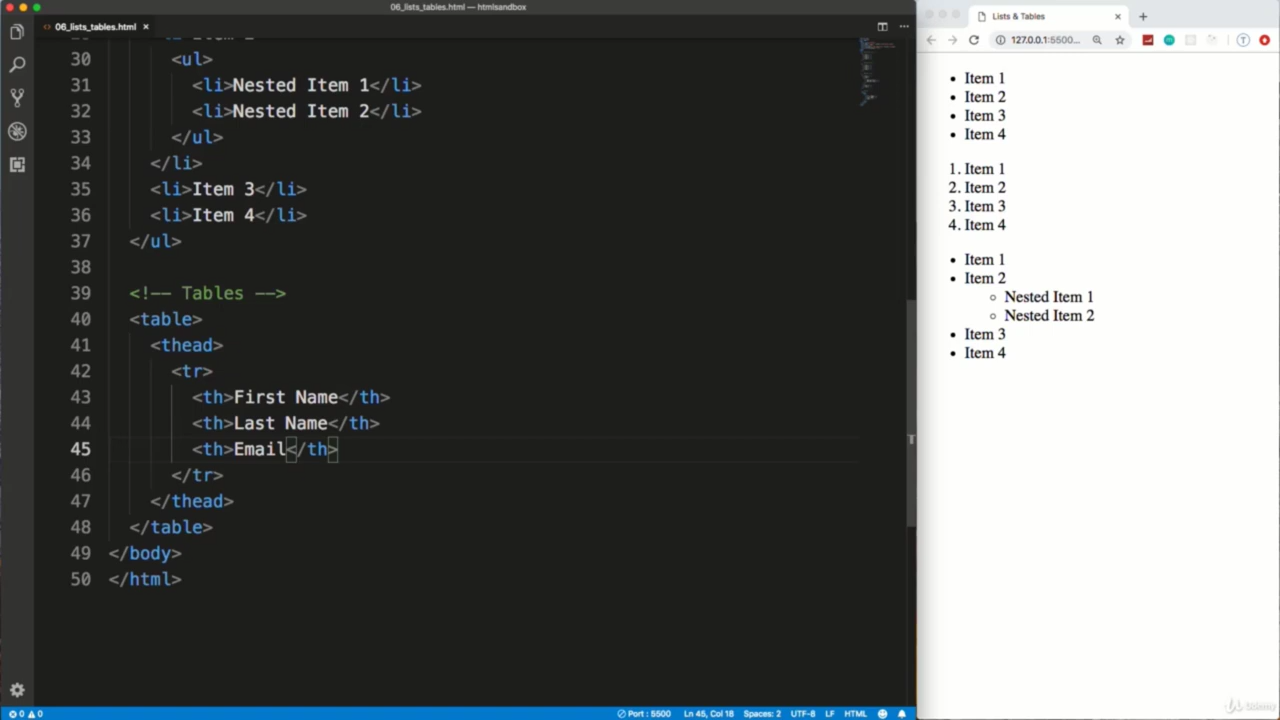 06_lists_tables.html — htmlsandbox
06_lists_tables.html ×
30 <ul>
31 <li>Nested Item 1</li>
32 <li>Nested Item 2</li>
33 </ul>
34 </li>
35 <li>Item 3</li>
36 <li>Item 4</li>
37 </ul>
38
39 <!-- Tables -->
40 <table>
41 <thead>
42 <tr>
43 <th>First Name</th>
44 <th>Last Name</th>
45 <th>Email</th>
46 </tr>
47 </thead>
48 </table>
49 </body>
50 </html>
0 0
Port : 5500 Ln 45, Col 18 Spaces: 2 UTF-8 LF HTML
Lists & Tables
127.0.0.1:5500...
• Item 1
• Item 2
• Item 3
• Item 4
1. Item 1
2. Item 2
3. Item 3
4. Item 4
• Item 1
• Item 2
◦ Nested Item 1
◦ Nested Item 2
• Item 3
• Item 4
Udemy